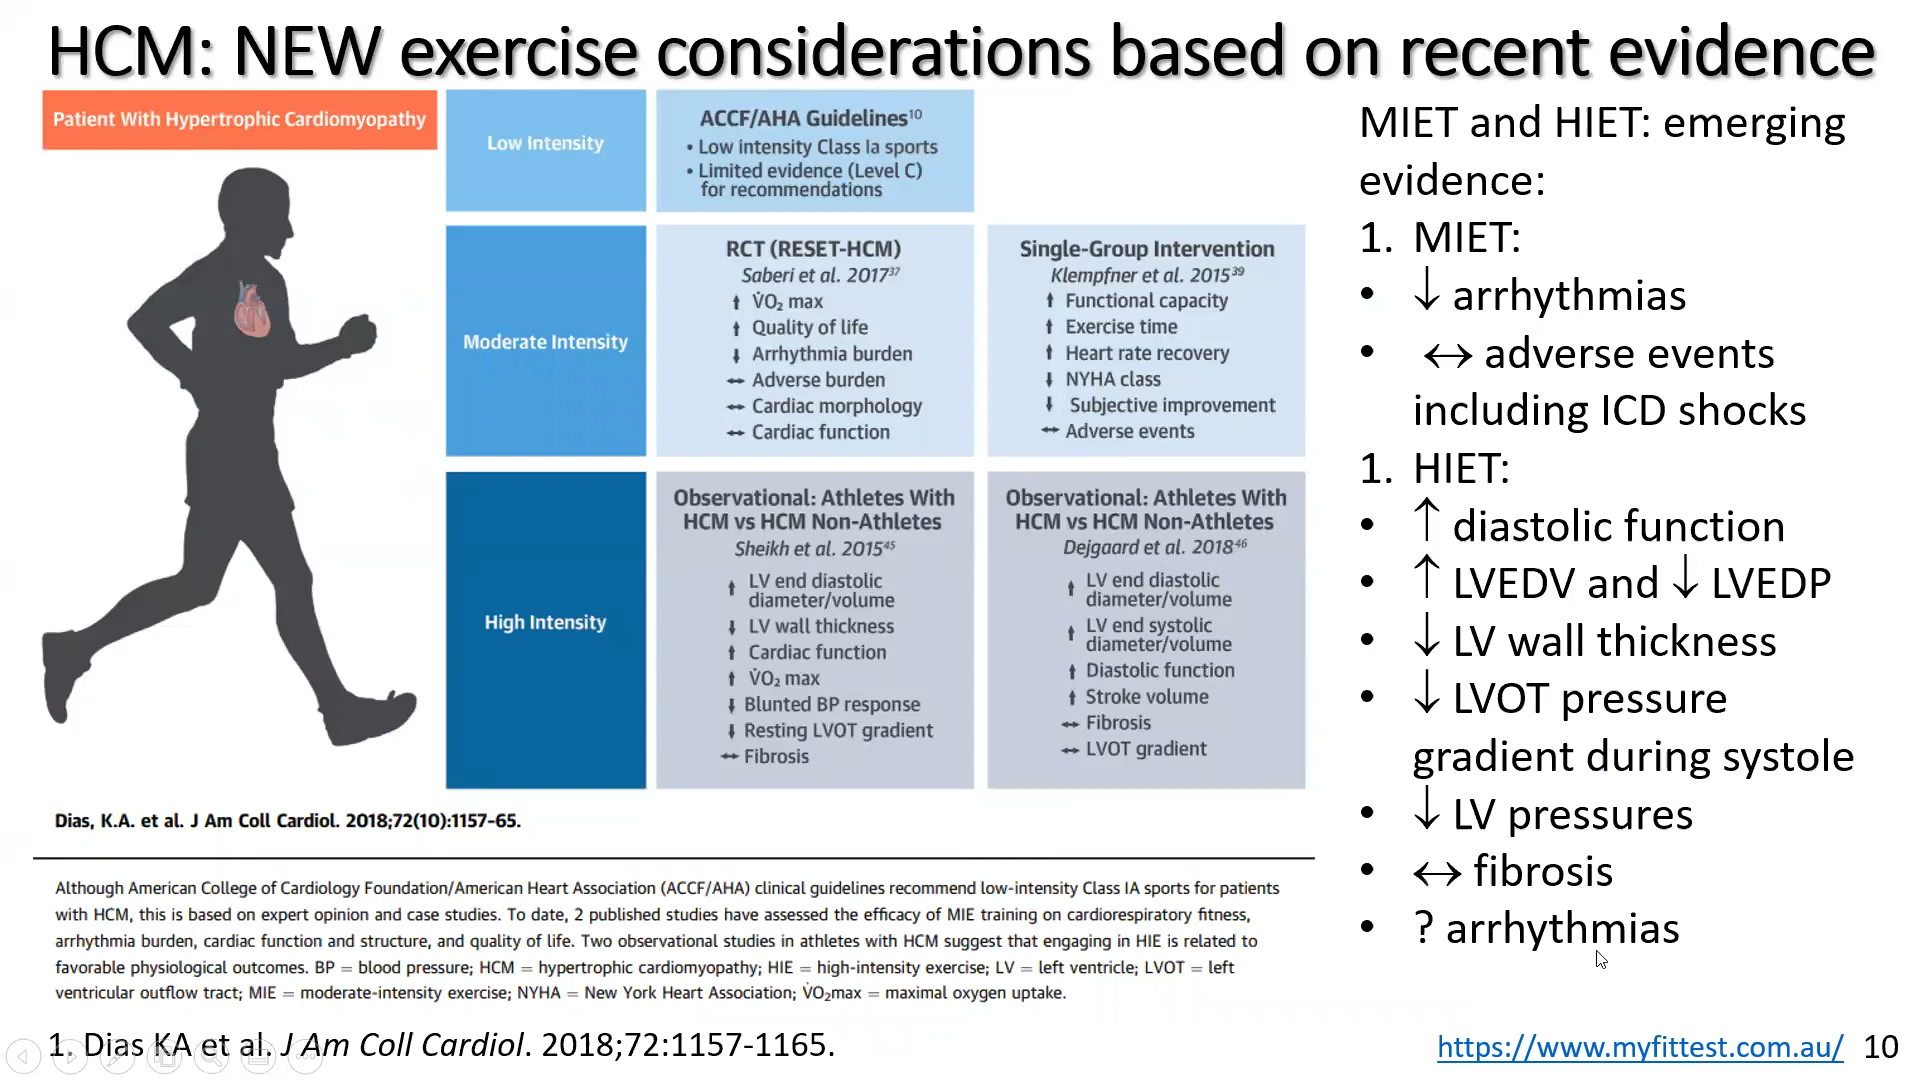 HCM: NEW exercise considerations based on recent evidence
Patient With Hypertrophic Cardiomyopathy
Low Intensity
ACCF/AHA Guidelines¹⁰
• Low intensity Class Ia sports
• Limited evidence (Level C)
for recommendations
Moderate Intensity
RCT (RESET-HCM)
Saberi et al. 2017³⁷
⬆ V̇O₂ max
⬆ Quality of life
⬇ Arrhythmia burden
↔ Adverse burden
↔ Cardiac morphology
↔ Cardiac function
Single-Group Intervention
Klempfner et al. 2015³⁹
⬆ Functional capacity
⬆ Exercise time
⬆ Heart rate recovery
⬇ NYHA class
⬇ Subjective improvement
↔ Adverse events
High Intensity
Observational: Athletes With
HCM vs HCM Non-Athletes
Sheikh et al. 2015⁴⁵
⬆ LV end diastolic
diameter/volume
⬇ LV wall thickness
⬆ Cardiac function
⬆ V̇O₂ max
⬇ Blunted BP response
⬇ Resting LVOT gradient
↔ Fibrosis
Observational: Athletes With
HCM vs HCM Non-Athletes
Dejgaard et al. 2018⁴⁶
⬆ LV end diastolic
diameter/volume
⬆ LV end systolic
diameter/volume
⬆ Diastolic function
⬆ Stroke volume
↔ Fibrosis
↔ LVOT gradient
Dias, K.A. et al. J Am Coll Cardiol. 2018;72(10):1157-65.
Although American College of Cardiology Foundation/American Heart Association (ACCF/AHA) clinical guidelines recommend low-intensity Class IA sports for patients
with HCM, this is based on expert opinion and case studies. To date, 2 published studies have assessed the efficacy of MIE training on cardiorespiratory fitness,
arrhythmia burden, cardiac function and structure, and quality of life. Two observational studies in athletes with HCM suggest that engaging in HIE is related to
favorable physiological outcomes. BP = blood pressure; HCM = hypertrophic cardiomyopathy; HIE = high-intensity exercise; LV = left ventricle; LVOT = left
ventricular outflow tract; MIE = moderate-intensity exercise; NYHA = New York Heart Association; V̇O₂max = maximal oxygen uptake.
MIET and HIET: emerging
evidence:
1. MIET:
• ↓ arrhythmias
• ↔ adverse events
including ICD shocks
1. HIET:
• ↑ diastolic function
• ↑ LVEDV and ↓ LVEDP
• ↓ LV wall thickness
• ↓ LVOT pressure
gradient during systole
• ↓ LV pressures
• ↔ fibrosis
• ? arrhythmias
1. Dias KA et al. J Am Coll Cardiol. 2018;72:1157-1165.
https://www.myfittest.com.au/ 10